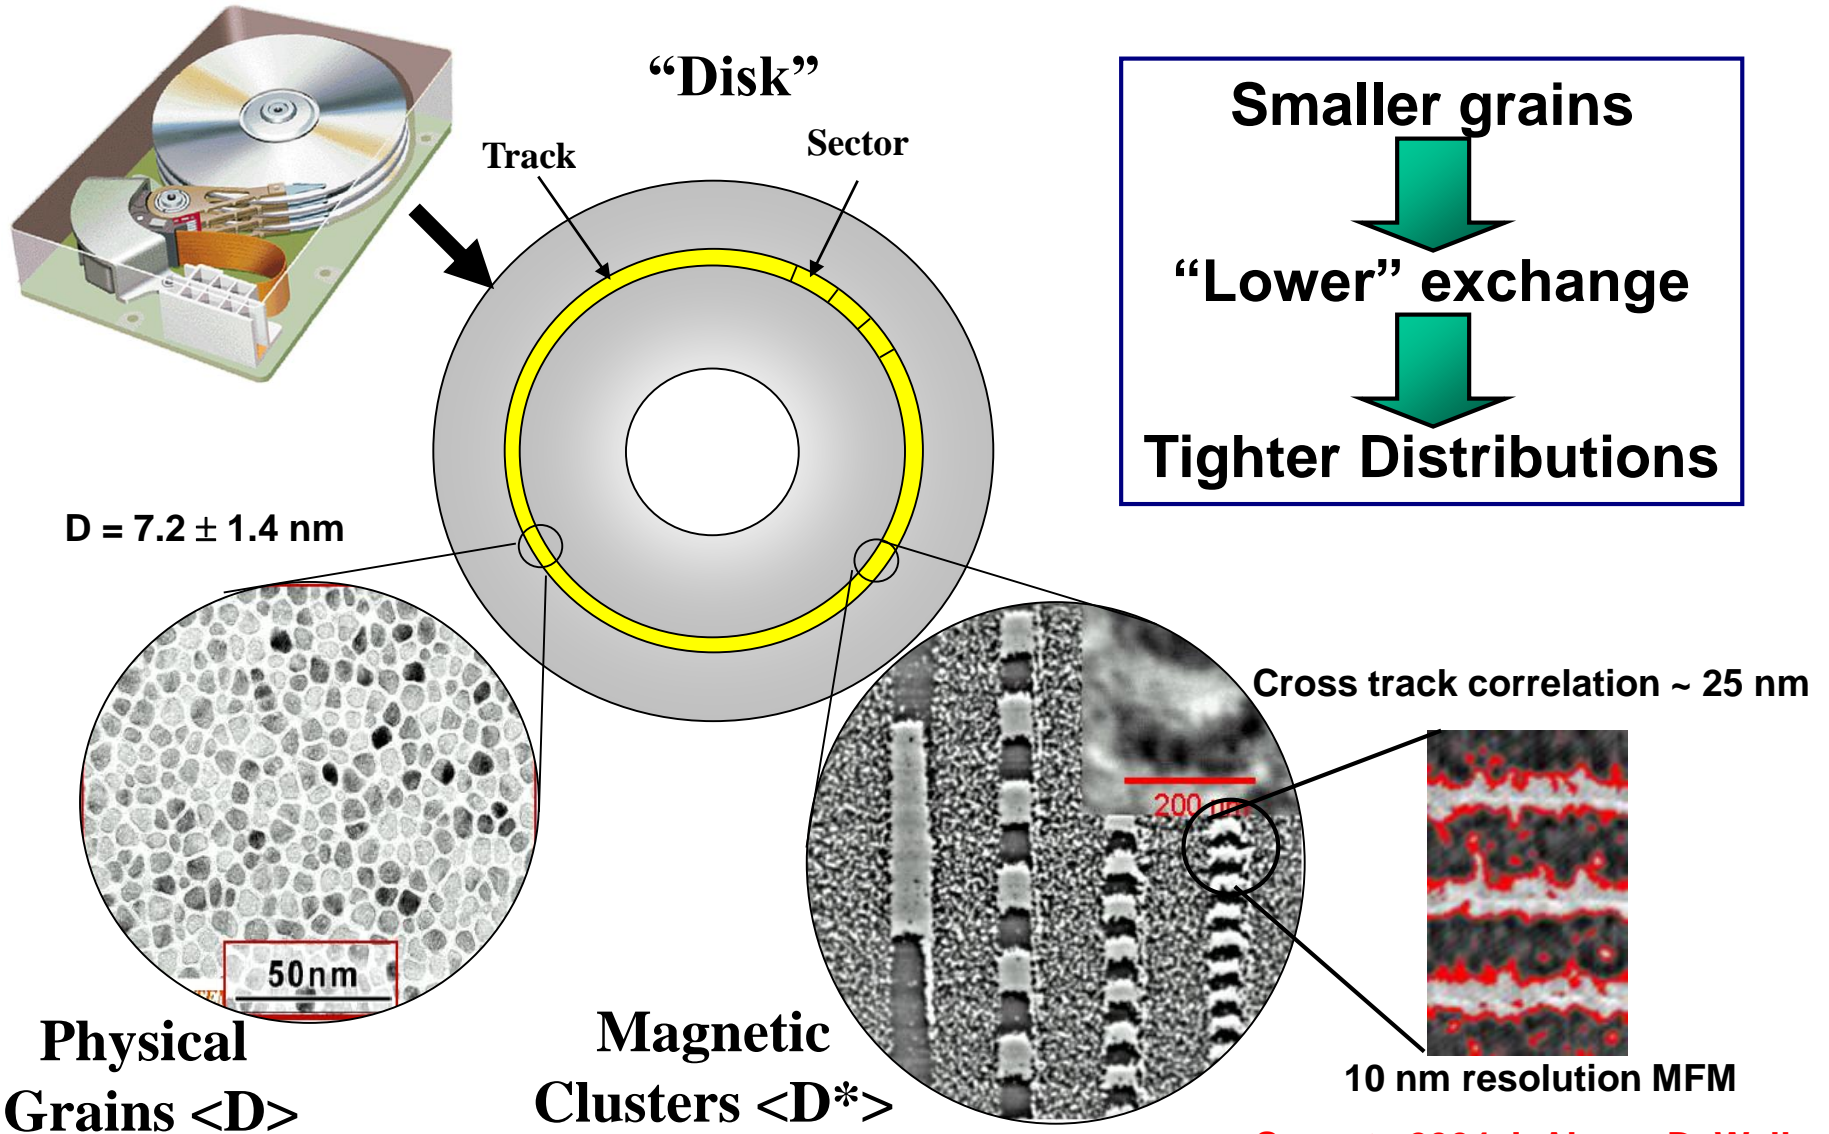 “Disk”
Track
Sector
Smaller grains
“Lower” exchange
Tighter Distributions
D = 7.2 ± 1.4 nm
50nm
Physical
Grains <D>
Magnetic
Clusters <D*>
200 nm
Cross track correlation ~ 25 nm
10 nm resolution MFM